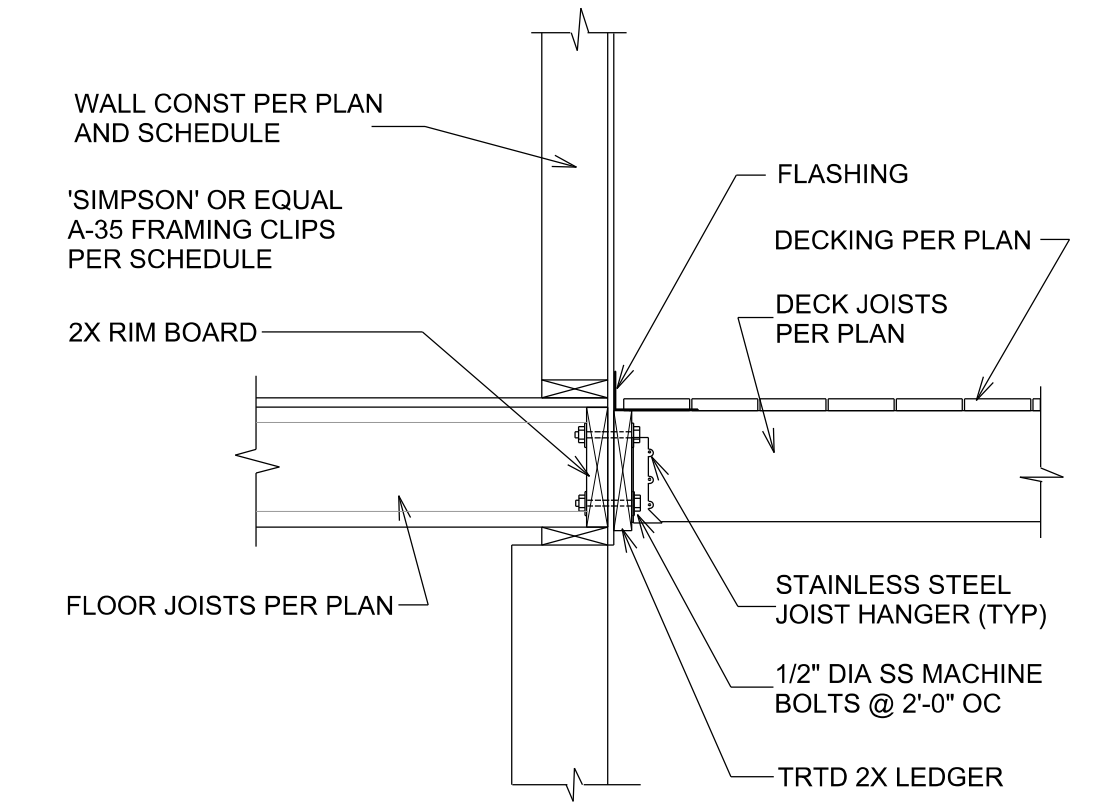 WALL CONST PER PLAN
AND SCHEDULE
'SIMPSON' OR EQUAL
A-35 FRAMING CLIPS
PER SCHEDULE
2X RIM BOARD
FLOOR JOISTS PER PLAN
FLASHING
DECKING PER PLAN
DECK JOISTS
PER PLAN
STAINLESS STEEL
JOIST HANGER (TYP)
1/2" DIA SS MACHINE
BOLTS @ 2'-0" OC
TRTD 2X LEDGER